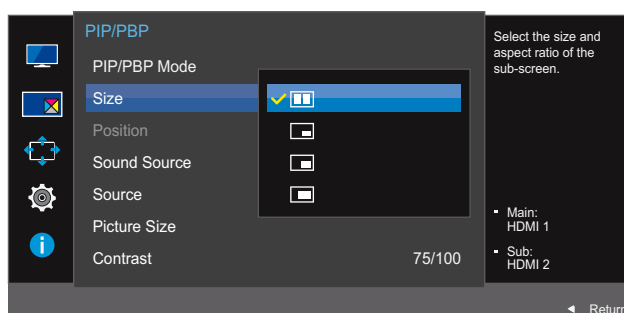 PIP/PBP
PIP/PBP Mode
Size
Position
Sound Source
Source
Picture Size
Contrast 75/100
Select the size and
aspect ratio of the
sub-screen.
Main:
HDMI 1
Sub:
HDMI 2
Return